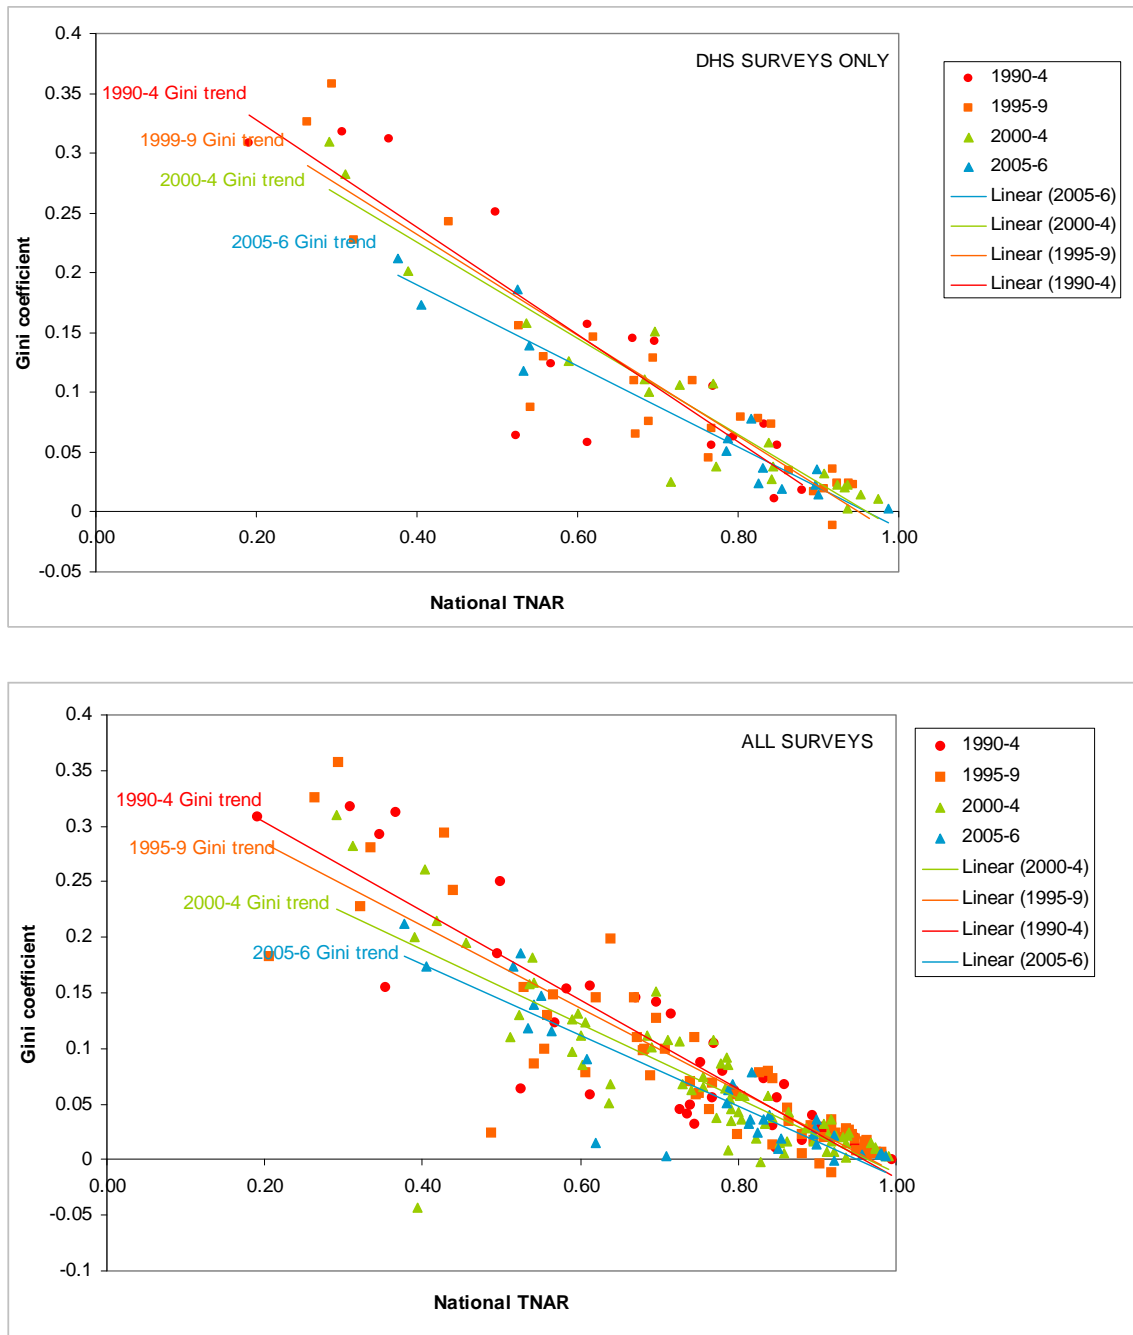 DHS SURVEYS ONLY
0.4
0.35
0.3
0.25
0.2
0.15
0.1
0.05
0
-0.05
Gini coefficient
1990-4 Gini trend
1999-9 Gini trend
2000-4 Gini trend
2005-6 Gini trend
0.00 0.20 0.40 0.60 0.80 1.00
National TNAR
1990-4
1995-9
2000-4
2005-6
Linear (2005-6)
Linear (2000-4)
Linear (1995-9)
Linear (1990-4)
ALL SURVEYS
0.4
0.35
0.3
0.25
0.2
0.15
0.1
0.05
0
-0.05
-0.1
Gini coefficient
1990-4 Gini trend
1995-9 Gini trend
2000-4 Gini trend
2005-6 Gini trend
0.00 0.20 0.40 0.60 0.80 1.00
National TNAR
1990-4
1995-9
2000-4
2005-6
Linear (2000-4)
Linear (1995-9)
Linear (1990-4)
Linear (2005-6)